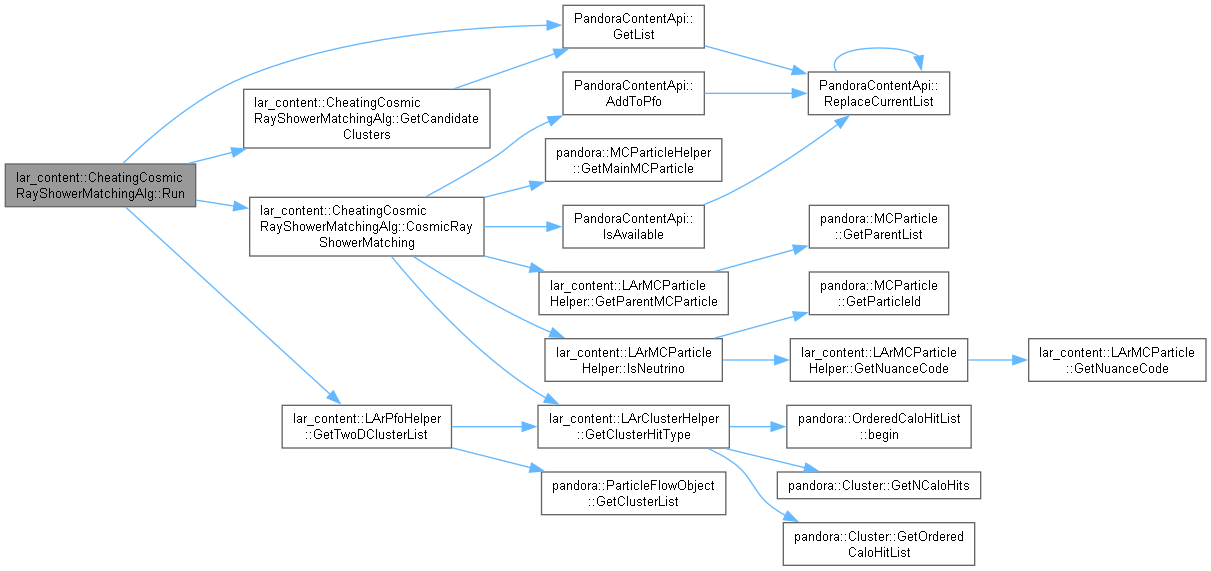 lar_content::CheatingCosmic
RayShowerMatchingAlg::Run
PandoraContentApi::
GetList
lar_content::CheatingCosmic
RayShowerMatchingAlg::GetCandidate
Clusters
PandoraContentApi::
AddToPfo
PandoraContentApi::
ReplaceCurrentList
pandora::MCParticleHelper
::GetMainMCParticle
lar_content::CheatingCosmic
RayShowerMatchingAlg::CosmicRay
ShowerMatching
PandoraContentApi::
IsAvailable
pandora::MCParticle
::GetParentList
lar_content::LArMCParticle
Helper::GetParentMCParticle
pandora::MCParticle
::GetParticleId
lar_content::LArMCParticle
Helper::IsNeutrino
lar_content::LArMCParticle
Helper::GetNuanceCode
lar_content::LArMCParticle
::GetNuanceCode
lar_content::LArPfoHelper
::GetTwoDClusterList
lar_content::LArClusterHelper
::GetClusterHitType
pandora::OrderedCaloHitList
::begin
pandora::ParticleFlowObject
::GetClusterList
pandora::Cluster::GetNCaloHits
pandora::Cluster::GetOrdered
CaloHitList